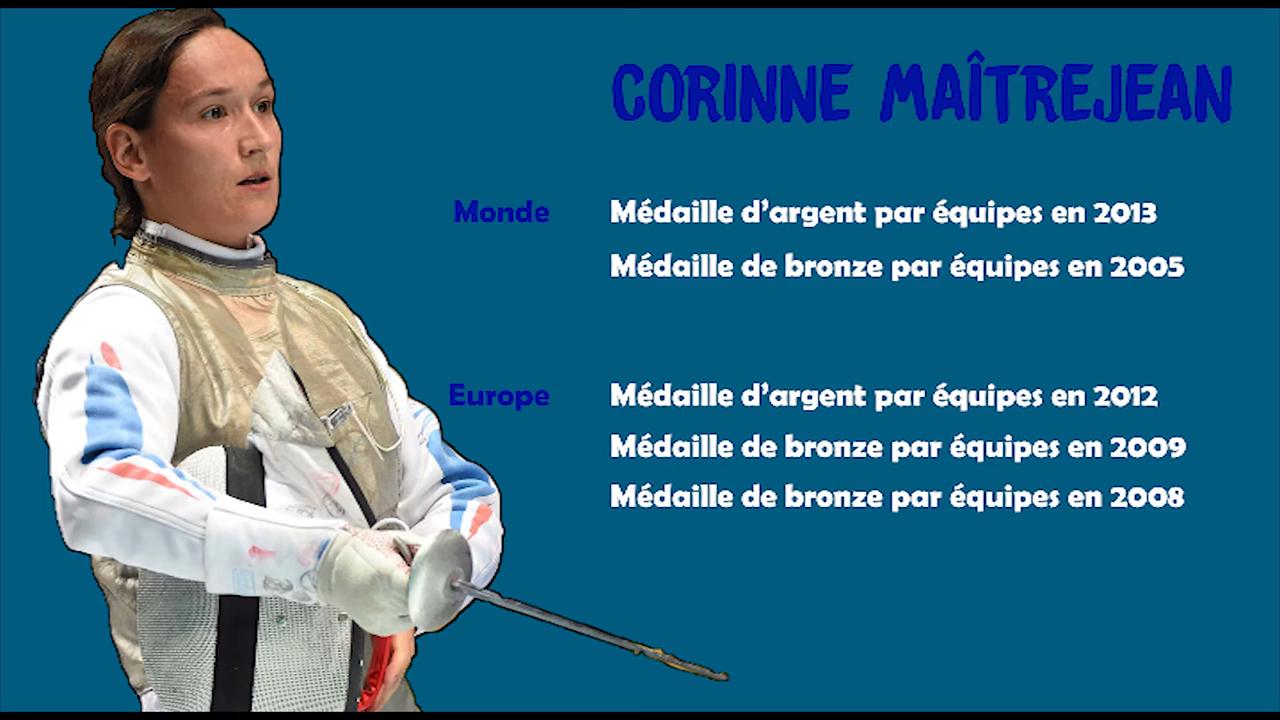 CORINNE MAÎTREJEAN
Monde Médaille d'argent par équipes en 2013
Médaille de bronze par équipes en 2005
Europe Médaille d'argent par équipes en 2012
Médaille de bronze par équipes en 2009
Médaille de bronze par équipes en 2008